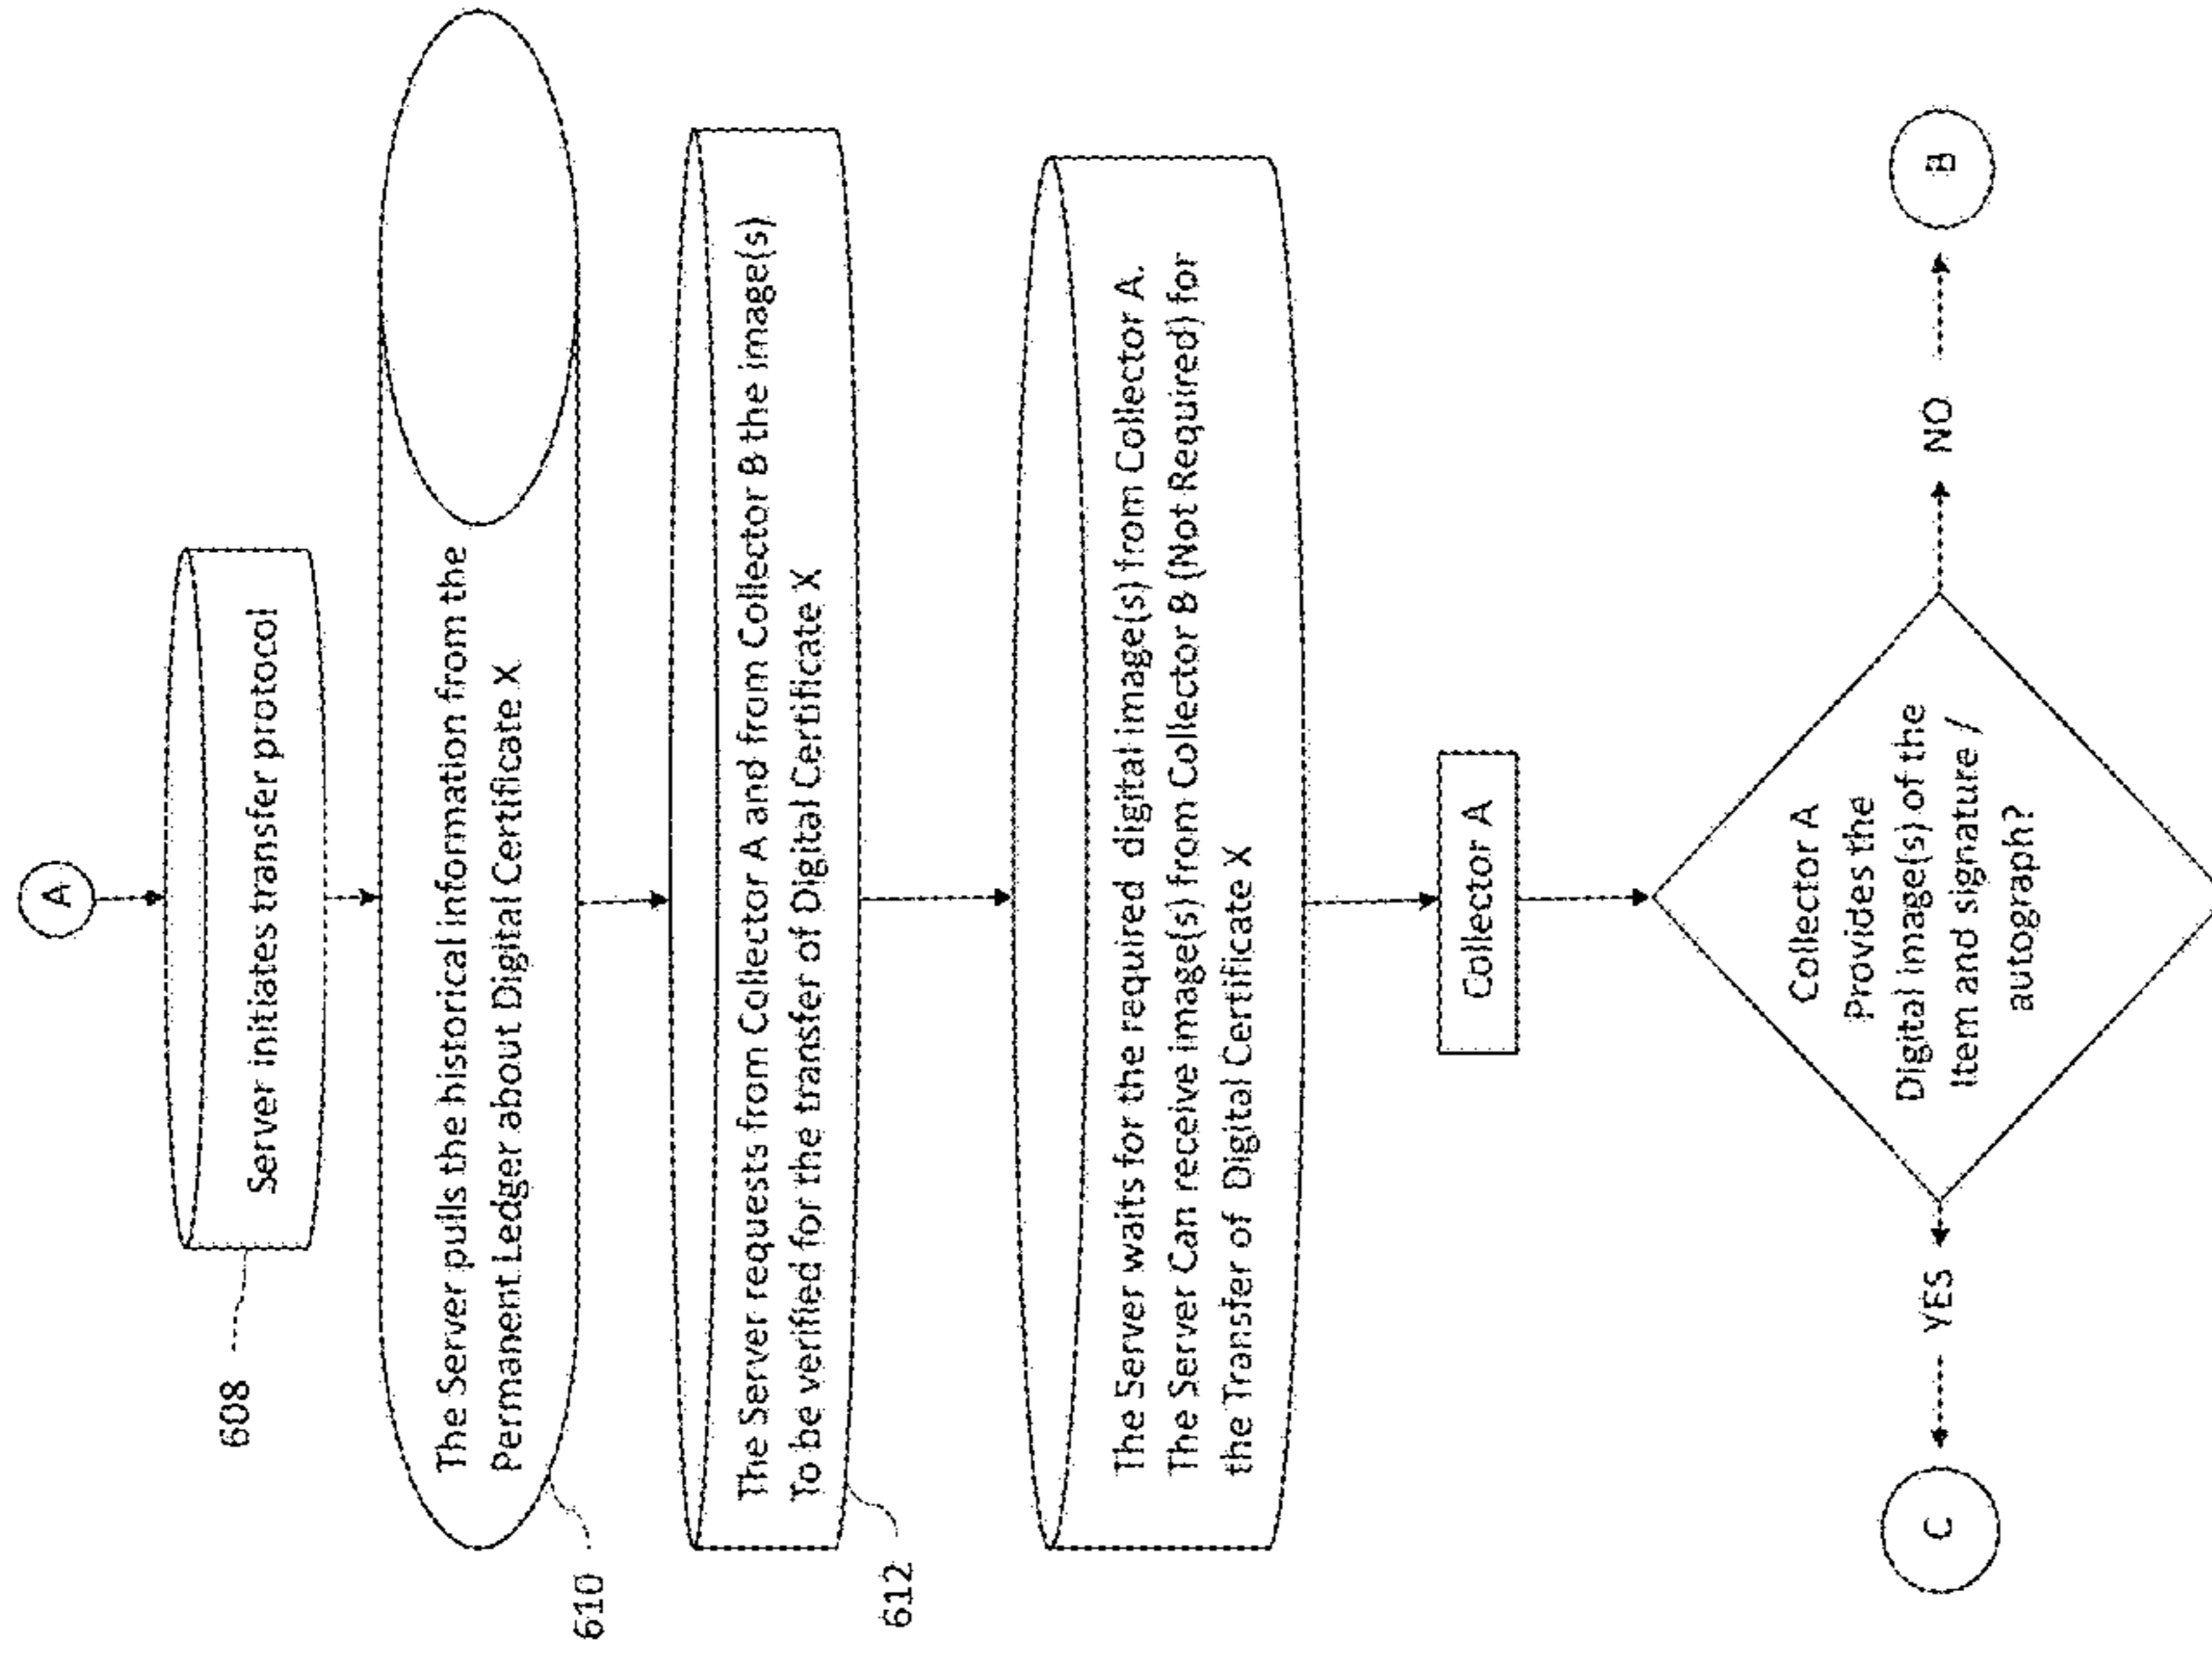 A
Server initiates transfer protocol
608
The Server pulls the historical information from the
Permanent Ledger about Digital Certificate X
610
The Server requests from Collector A and from Collector B the image(s)
To be verified for the transfer of Digital Certificate X
612
The Server waits for the required digital image(s) from Collector A.
The Server Can receive image(s) from Collector B (Not Required) for
the Transfer of Digital Certificate X
Collector A
Collector A
Provides the
Digital image(s) of the
Item and signature /
autograph?
C
YES
NO
B